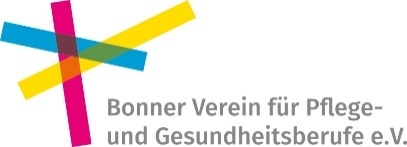 Bonner Verein für Pflege-
und Gesundheitsberufe e.V.